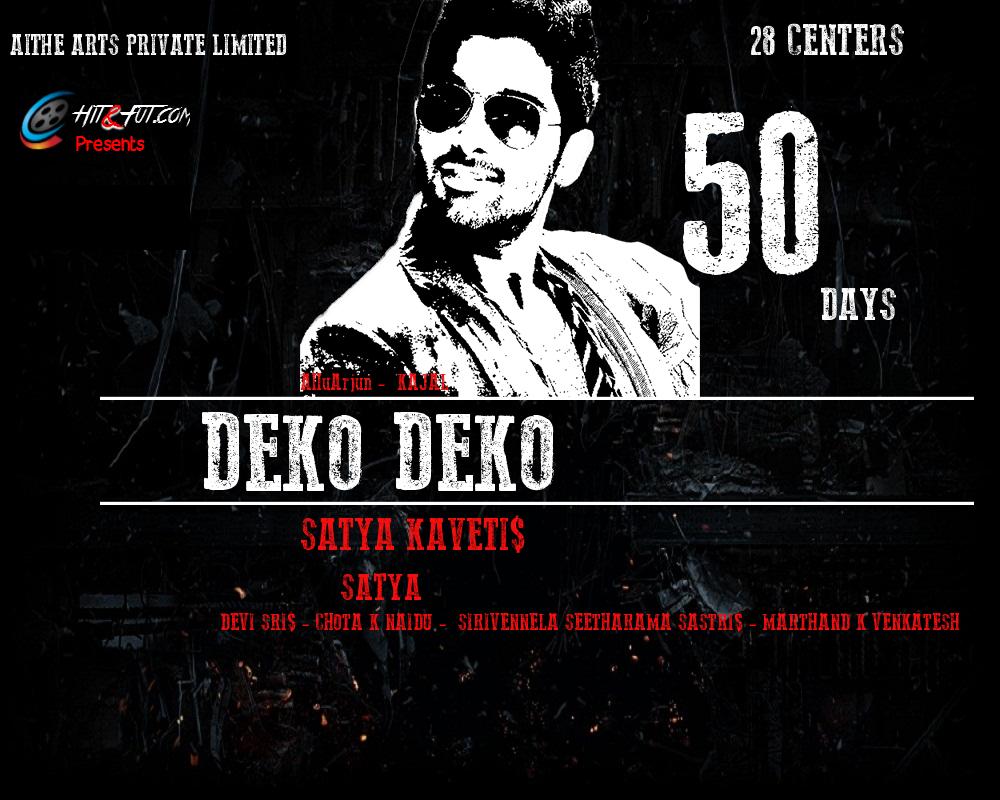 AITHE ARTS PRIVATE LIMITED
28 CENTERS
HIT&FUT.COM
Presents
50
DAYS
AlluArjun - KAJAL
DEKO DEKO
SATYA KAVETI$
SATYA
DEVI SRI$ - CHOTA K NAIDU,- SIRIVENNELA SEETHARAMA SASTRI$ - MARTHAND K VENKATESH